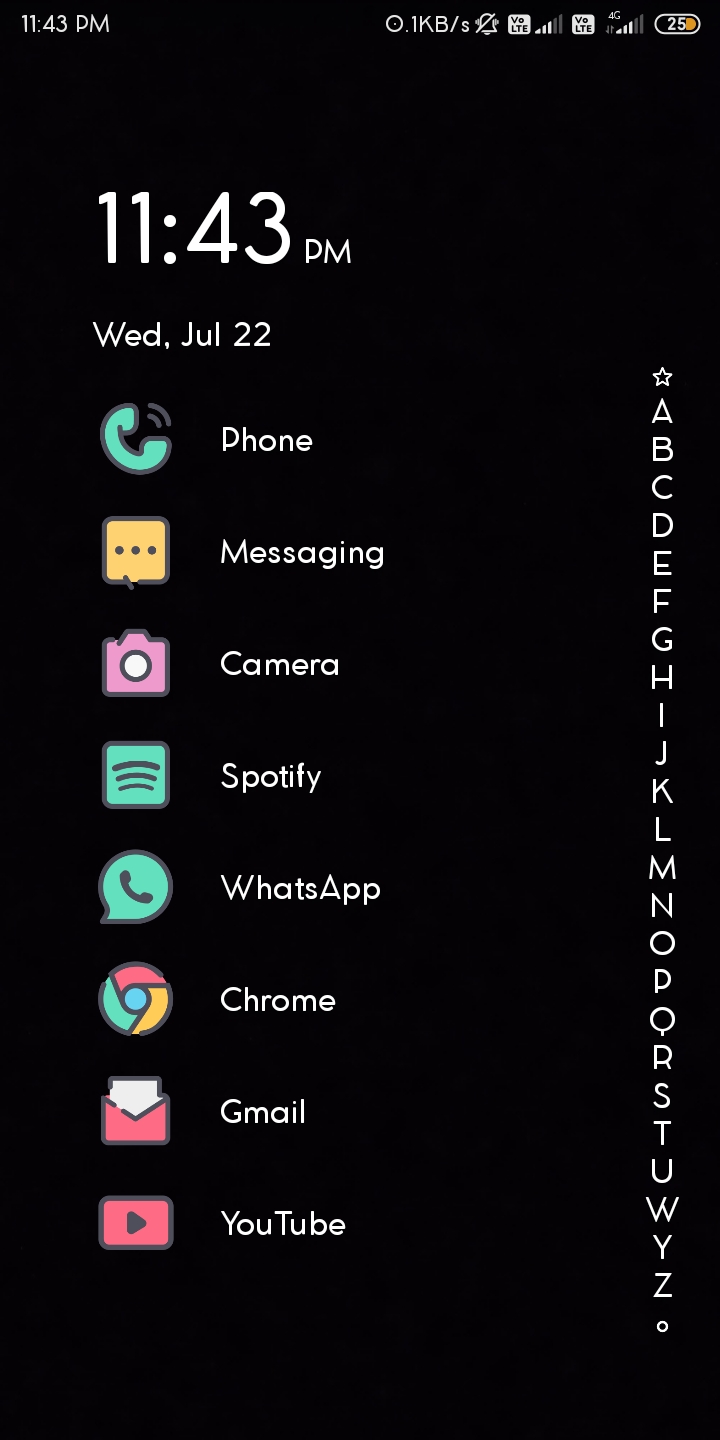 11:43 PM 0.1KB/s Vo LTE Vo LTE 4G 25
11:43 PM
Wed, Jul 22
Phone
Messaging
Camera
Spotify
WhatsApp
Chrome
Gmail
YouTube
A
B
C
D
E
F
G
H
I
J
K
L
M
N
O
P
Q
R
S
T
U
W
Y
Z